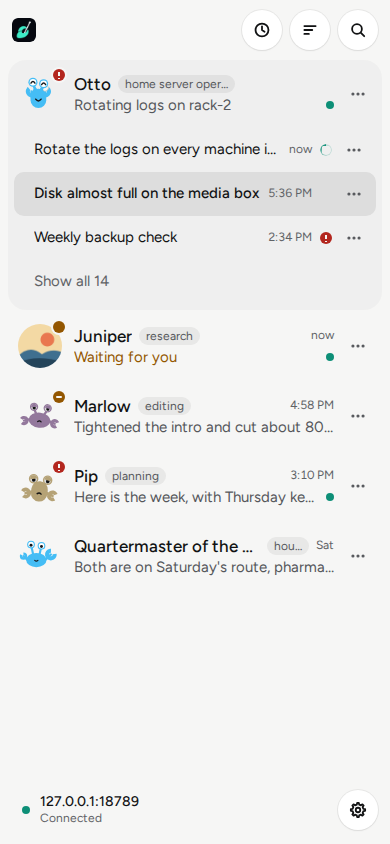 Otto home server oper...
Rotating logs on rack-2
Rotate the logs on every machine i... now
Disk almost full on the media box 5:36 PM
Weekly backup check 2:34 PM
Show all 14
Juniper research now
Waiting for you
Marlow editing 4:58 PM
Tightened the intro and cut about 80...
Pip planning 3:10 PM
Here is the week, with Thursday ke...
Quartermaster of the ... hou... Sat
Both are on Saturday's route, pharma...
127.0.0.1:18789
Connected